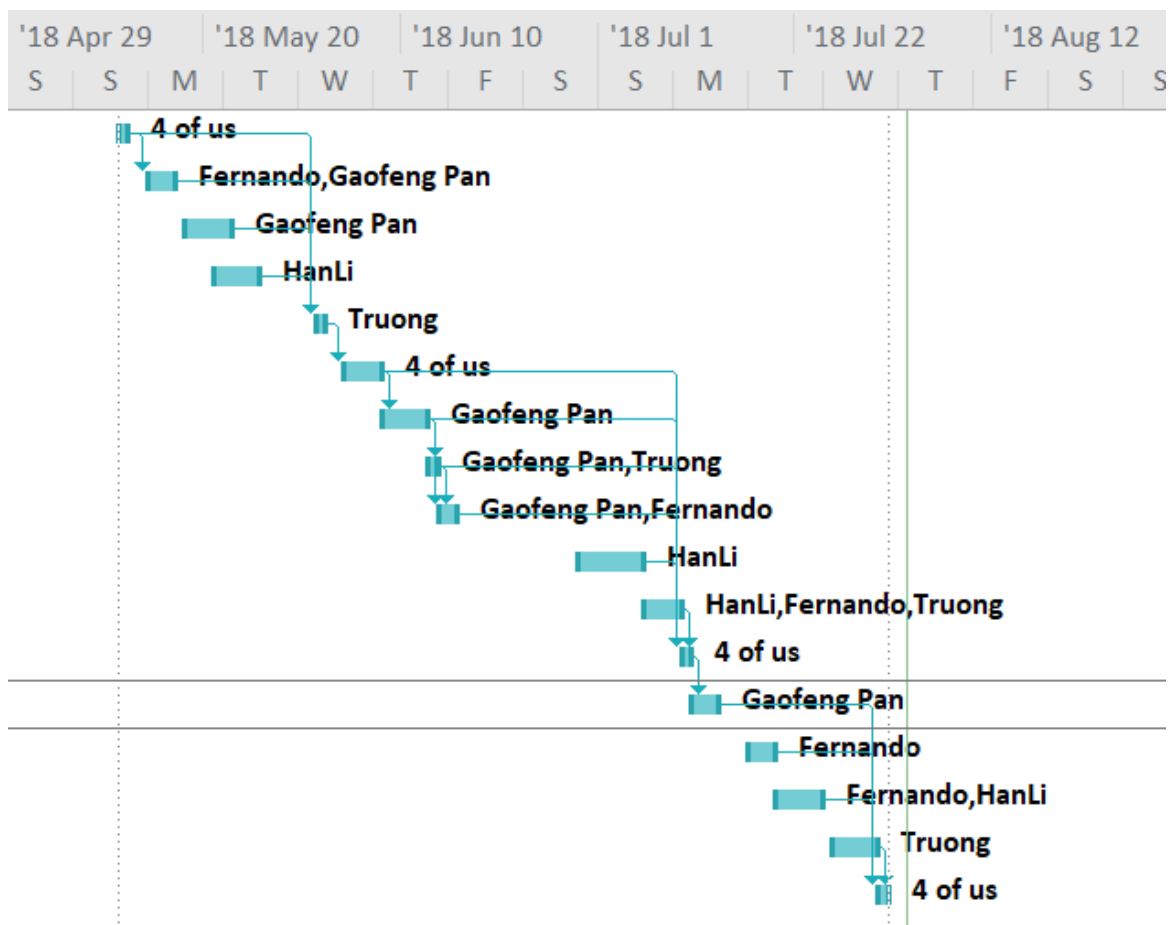 '18 Apr 29 '18 May 20 '18 Jun 10 '18 Jul 1 '18 Jul 22 '18 Aug 12
S S M T W T F S S M T W T F S S
4 of us
Fernando,Gaofeng Pan
Gaofeng Pan
HanLi
Truong
4 of us
Gaofeng Pan
Gaofeng Pan,Truong
Gaofeng Pan,Fernando
HanLi
HanLi,Fernando,Truong
4 of us
Gaofeng Pan
Fernando
Fernando,HanLi
Truong
4 of us